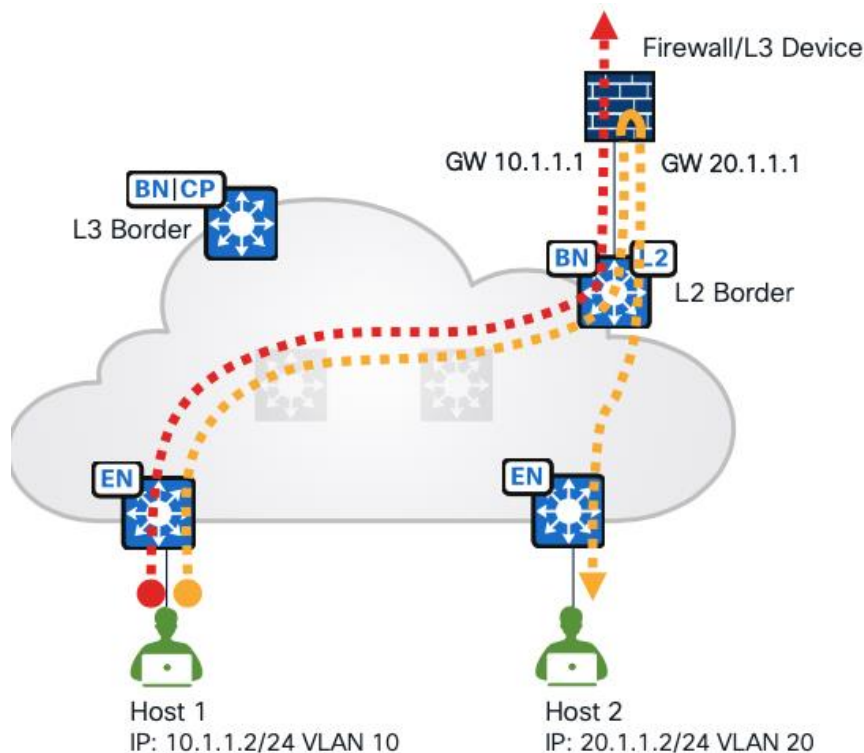 Firewall/L3 Device
GW 10.1.1.1
GW 20.1.1.1
BN|CP
L3 Border
BN
L2
L2 Border
EN
EN
Host 1
IP: 10.1.1.2/24 VLAN 10
Host 2
IP: 20.1.1.2/24 VLAN 20